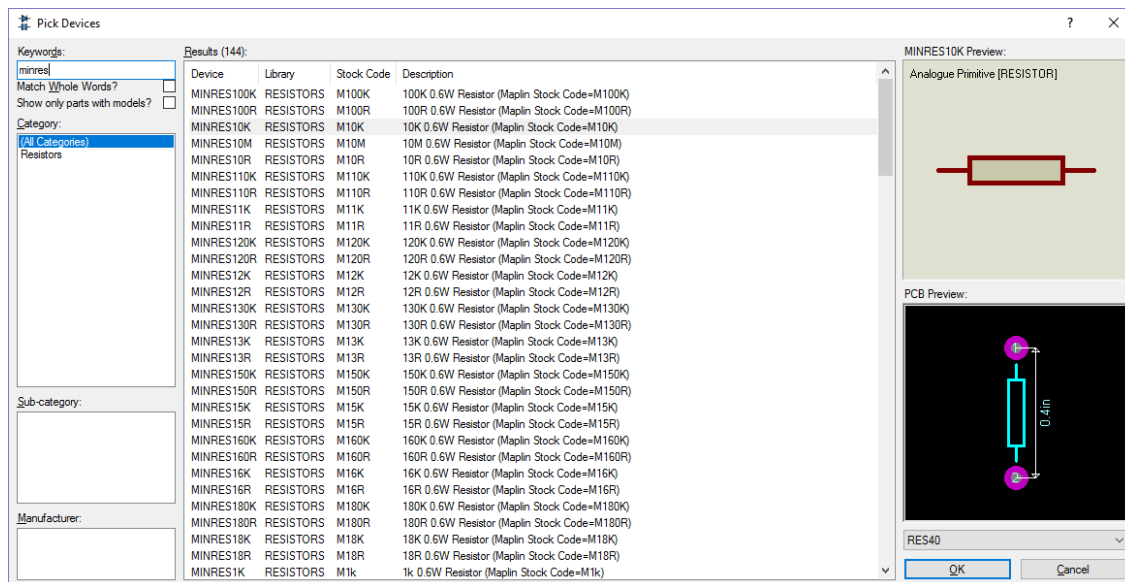 Pick Devices
?
Keywords:
minres
Match Whole Words?
Show only parts with models?
Category:
(All Categories)
Resistors
Sub-category:
Manufacturer:
Results (144):
Device Library Stock Code Description
MINRES100K RESISTORS M100K 100K 0.6W Resistor (Maplin Stock Code=M100K)
MINRES100R RESISTORS M100R 100R 0.6W Resistor (Maplin Stock Code=M100R)
MINRES10K RESISTORS M10K 10K 0.6W Resistor (Maplin Stock Code=M10K)
MINRES10M RESISTORS M10M 10M 0.6W Resistor (Maplin Stock Code=M10M)
MINRES10R RESISTORS M10R 10R 0.6W Resistor (Maplin Stock Code=M10R)
MINRES110K RESISTORS M110K 110K 0.6W Resistor (Maplin Stock Code=M110K)
MINRES110R RESISTORS M110R 110R 0.6W Resistor (Maplin Stock Code=M110R)
MINRES11K RESISTORS M11K 11K 0.6W Resistor (Maplin Stock Code=M11K)
MINRES11R RESISTORS M11R 11R 0.6W Resistor (Maplin Stock Code=M11R)
MINRES120K RESISTORS M120K 120K 0.6W Resistor (Maplin Stock Code=M120K)
MINRES120R RESISTORS M120R 120R 0.6W Resistor (Maplin Stock Code=M120R)
MINRES12K RESISTORS M12K 12K 0.6W Resistor (Maplin Stock Code=M12K)
MINRES12R RESISTORS M12R 12R 0.6W Resistor (Maplin Stock Code=M12R)
MINRES130K RESISTORS M130K 130K 0.6W Resistor (Maplin Stock Code=M130K)
MINRES130R RESISTORS M130R 130R 0.6W Resistor (Maplin Stock Code=M130R)
MINRES13K RESISTORS M13K 13K 0.6W Resistor (Maplin Stock Code=M13K)
MINRES13R RESISTORS M13R 13R 0.6W Resistor (Maplin Stock Code=M13R)
MINRES150K RESISTORS M150K 150K 0.6W Resistor (Maplin Stock Code=M150K)
MINRES150R RESISTORS M150R 150R 0.6W Resistor (Maplin Stock Code=M150R)
MINRES15K RESISTORS M15K 15K 0.6W Resistor (Maplin Stock Code=M15K)
MINRES15R RESISTORS M15R 15R 0.6W Resistor (Maplin Stock Code=M15R)
MINRES160K RESISTORS M160K 160K 0.6W Resistor (Maplin Stock Code=M160K)
MINRES160R RESISTORS M160R 160R 0.6W Resistor (Maplin Stock Code=M160R)
MINRES16K RESISTORS M16K 16K 0.6W Resistor (Maplin Stock Code=M16K)
MINRES16R RESISTORS M16R 16R 0.6W Resistor (Maplin Stock Code=M16R)
MINRES180K RESISTORS M180K 180K 0.6W Resistor (Maplin Stock Code=M180K)
MINRES180R RESISTORS M180R 180R 0.6W Resistor (Maplin Stock Code=M180R)
MINRES18K RESISTORS M18K 18K 0.6W Resistor (Maplin Stock Code=M18K)
MINRES18R RESISTORS M18R 18R 0.6W Resistor (Maplin Stock Code=M18R)
MINRES1K RESISTORS M1k 1k 0.6W Resistor (Maplin Stock Code=M1k)
MINRES10K Preview:
Analogue Primitive [RESISTOR]
PCB Preview:
1
0.4in
2
RES40
OK Cancel